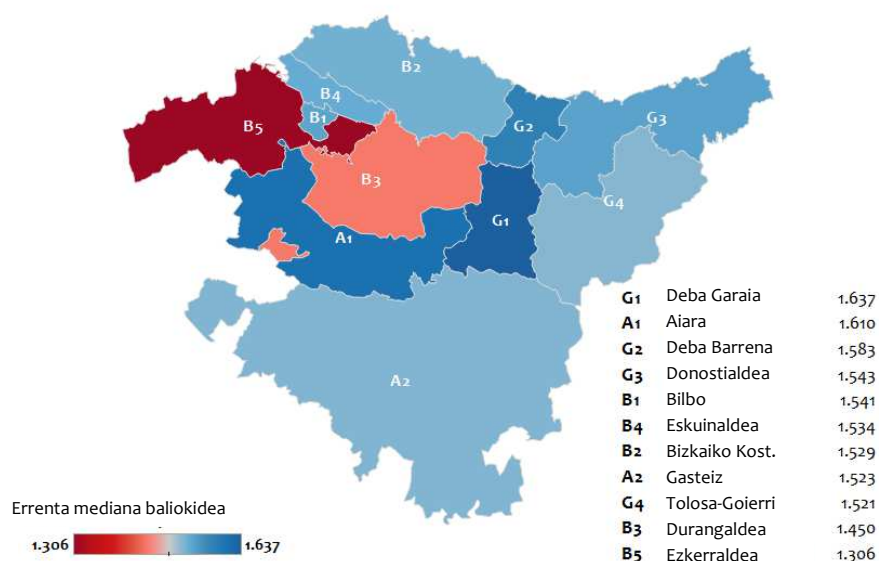 B2
B4
B1
B5
G2
G3
B3
G4
G1
A1
A2
G1 Deba Garaia 1.637
A1 Aiara 1.610
G2 Deba Barrena 1.583
G3 Donostialdea 1.543
B1 Bilbo 1.541
B4 Eskuinaldea 1.534
B2 Bizkaiko Kost. 1.529
A2 Gasteiz 1.523
G4 Tolosa-Goierri 1.521
B3 Durangaldea 1.450
B5 Ezkerraldea 1.306
Errenta mediana baliokidea
1.306 1.637